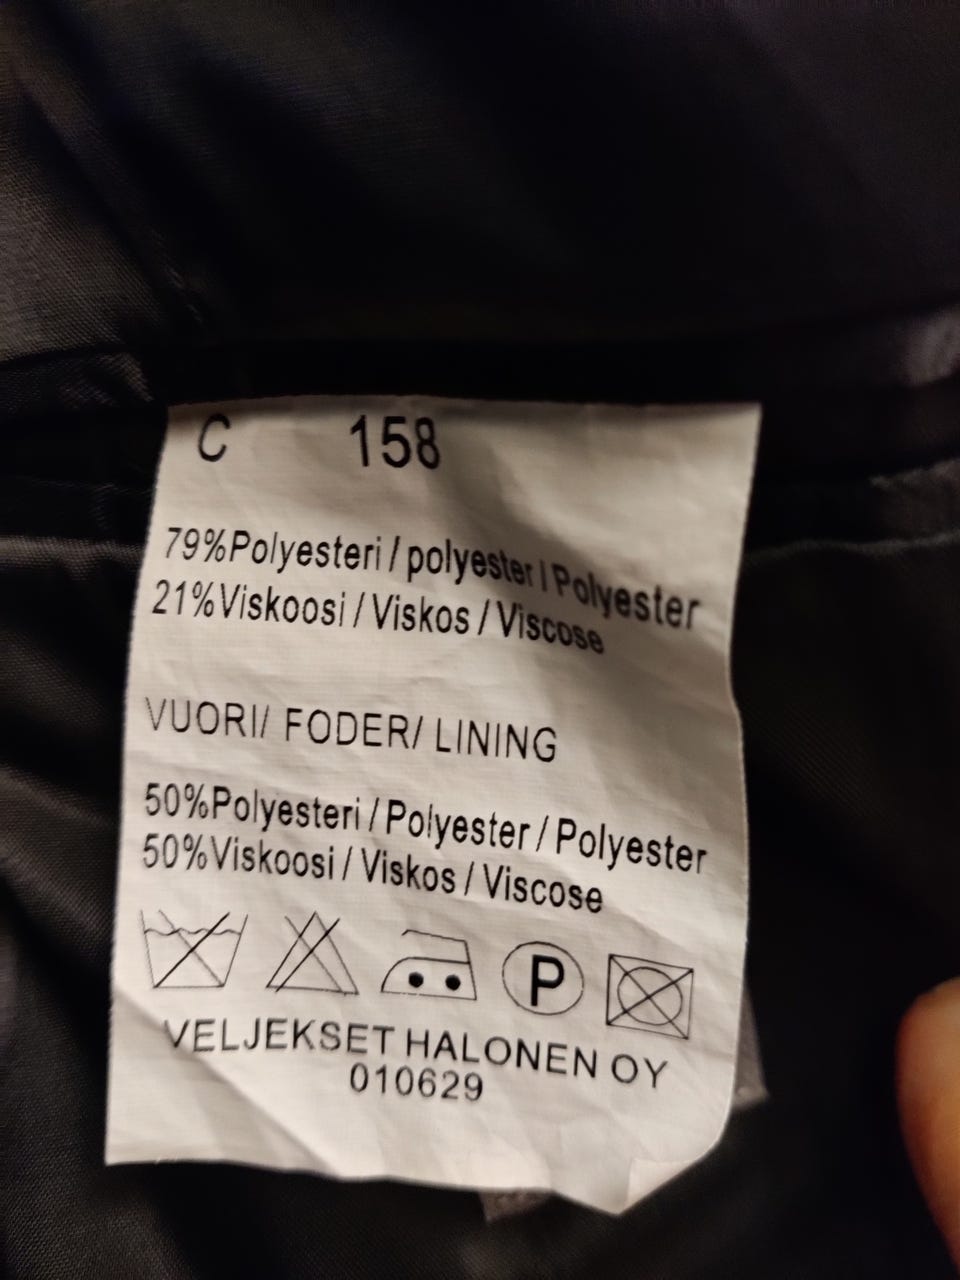 C 158
79%Polyesteri / polyester / Polyester
21%Viskoosi / Viskos / Viscose
VUORI/ FODER/ LINING
50%Polyesteri / Polyester / Polyester
50%Viskoosi / Viskos / Viscose
P
VELJEKSET HALONEN OY
010629